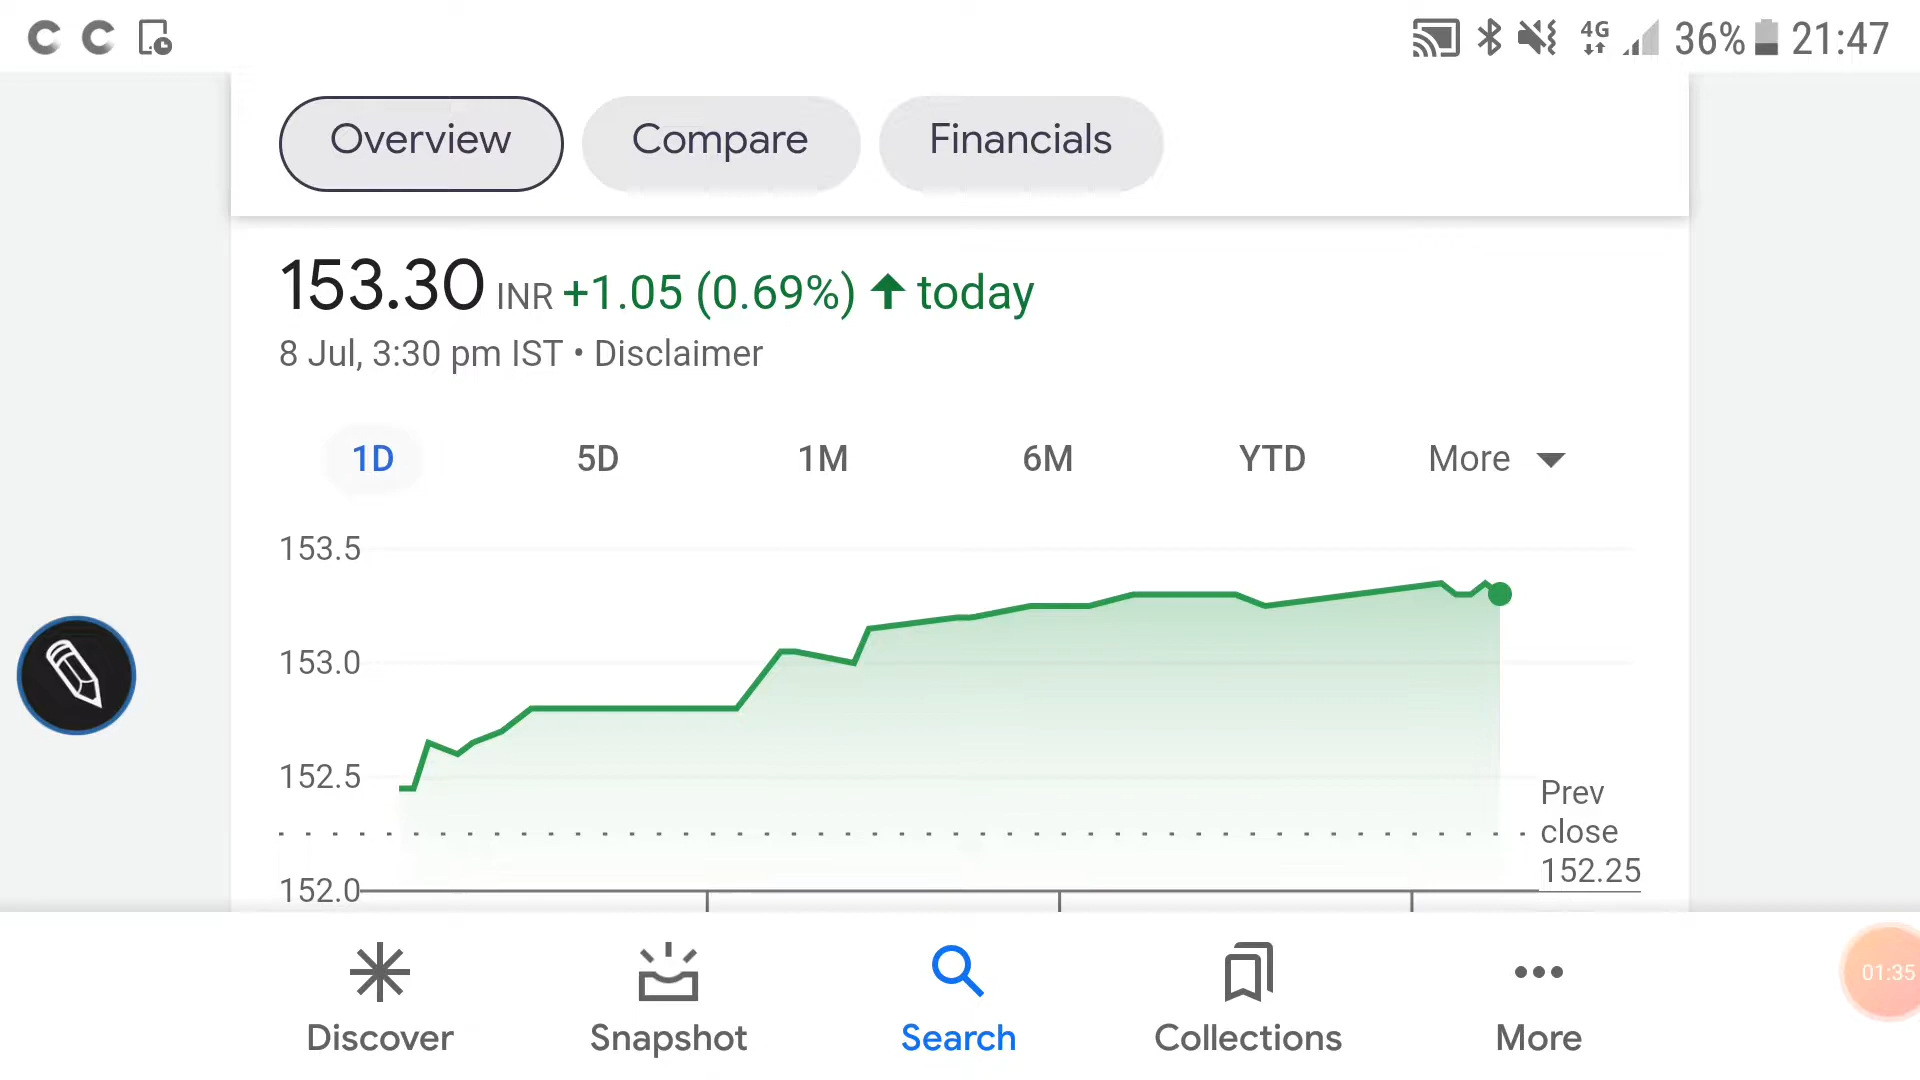 4G 36% 21:47
Overview Compare Financials
153.30 INR +1.05 (0.69%) ↑ today
8 Jul, 3:30 pm IST • Disclaimer
1D 5D 1M 6M YTD More
153.5
153.0
152.5
152.0
Prev
close
152.25
Discover Snapshot Search Collections More
01:35